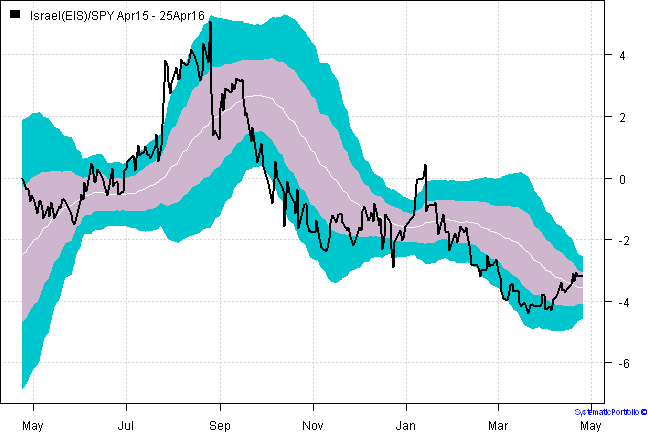 Israel(EIS)/SPY Apr15 - 25Apr16
4
2
0
-2
-4
-6
SystematicPortfolio ©
May Jul Sep Nov Jan Mar May